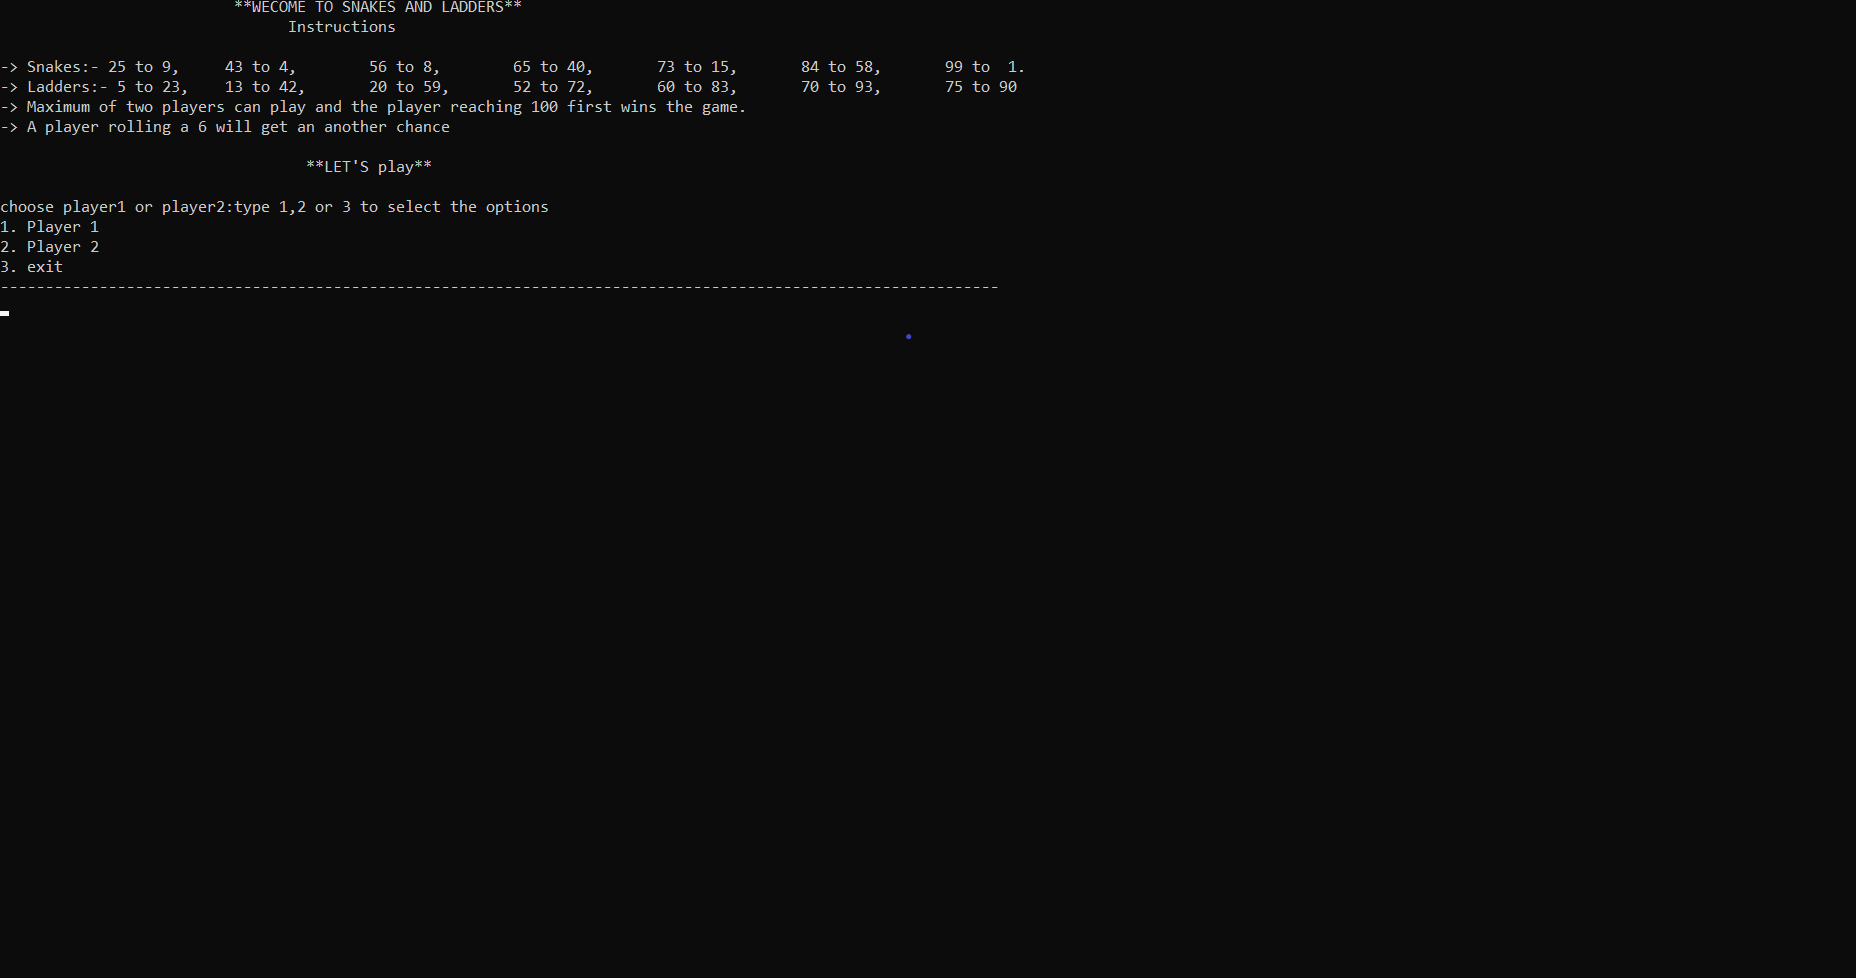 **WECOME TO SNAKES AND LADDERS**
Instructions
-> Snakes:- 25 to 9, 43 to 4, 56 to 8, 65 to 40, 73 to 15, 84 to 58, 99 to 1.
-> Ladders:- 5 to 23, 13 to 42, 20 to 59, 52 to 72, 60 to 83, 70 to 93, 75 to 90
-> Maximum of two players can play and the player reaching 100 first wins the game.
-> A player rolling a 6 will get an another chance
**LET'S play**
choose player1 or player2:type 1,2 or 3 to select the options
1. Player 1
2. Player 2
3. exit
---------------------------------------------------------------------------------------------------------------